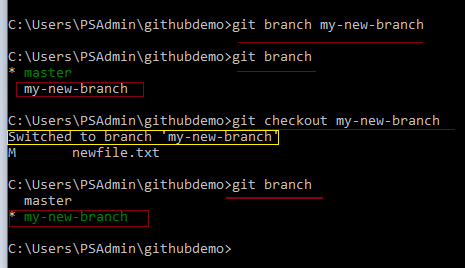 C:\Users\PSAdmin\githubdemo>git branch my-new-branch
C:\Users\PSAdmin\githubdemo>git branch
* master
  my-new-branch
C:\Users\PSAdmin\githubdemo>git checkout my-new-branch
Switched to branch 'my-new-branch'
M       newfile.txt
C:\Users\PSAdmin\githubdemo>git branch
  master
* my-new-branch
C:\Users\PSAdmin\githubdemo>